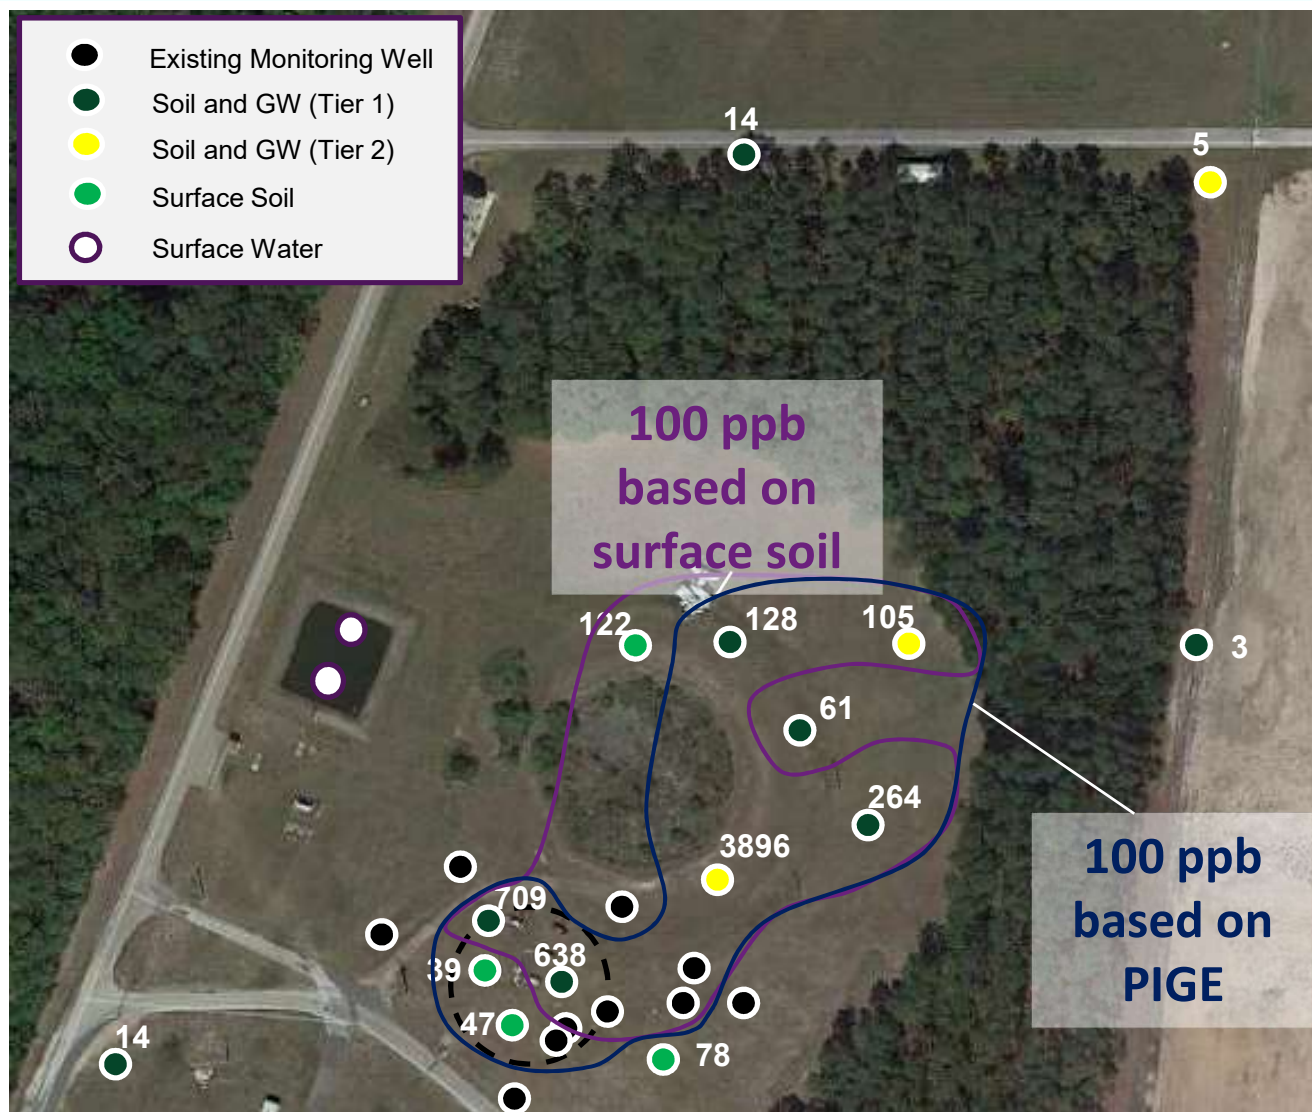 Existing Monitoring Well
Soil and GW (Tier 1)
Soil and GW (Tier 2)
Surface Soil
Surface Water
14
5
100 ppb
based on
surface soil
122
128
105
3
61
264
3896
709
638
39
47
78
14
100 ppb
based on
PIGE